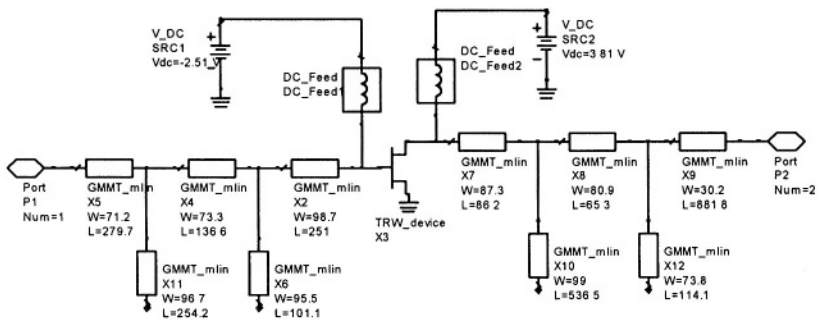 V_DC
SRC1
Vdc=-2.51 V
DC_Feed
DC_Feed1
DC_Feed
DC_Feed2
V_DC
SRC2
Vdc=3 81 V
Port
P1
Num=1
GMMT_mlin
X5
W=71.2
L=279.7
GMMT_mlin
X4
W=73.3
L=136 6
GMMT_mlin
X2
W=98.7
L=251
TRW_device
X3
GMMT_mlin
X7
W=87.3
L=86 2
GMMT_mlin
X8
W=80.9
L=65 3
GMMT_mlin
X9
W=30.2
L=881 8
Port
P2
Num=2
GMMT_mlin
X11
W=96 7
L=254.2
GMMT_mlin
X6
W=95.5
L=101.1
GMMT_mlin
X10
W=99
L=536 5
GMMT_mlin
X12
W=73.8
L=114.1